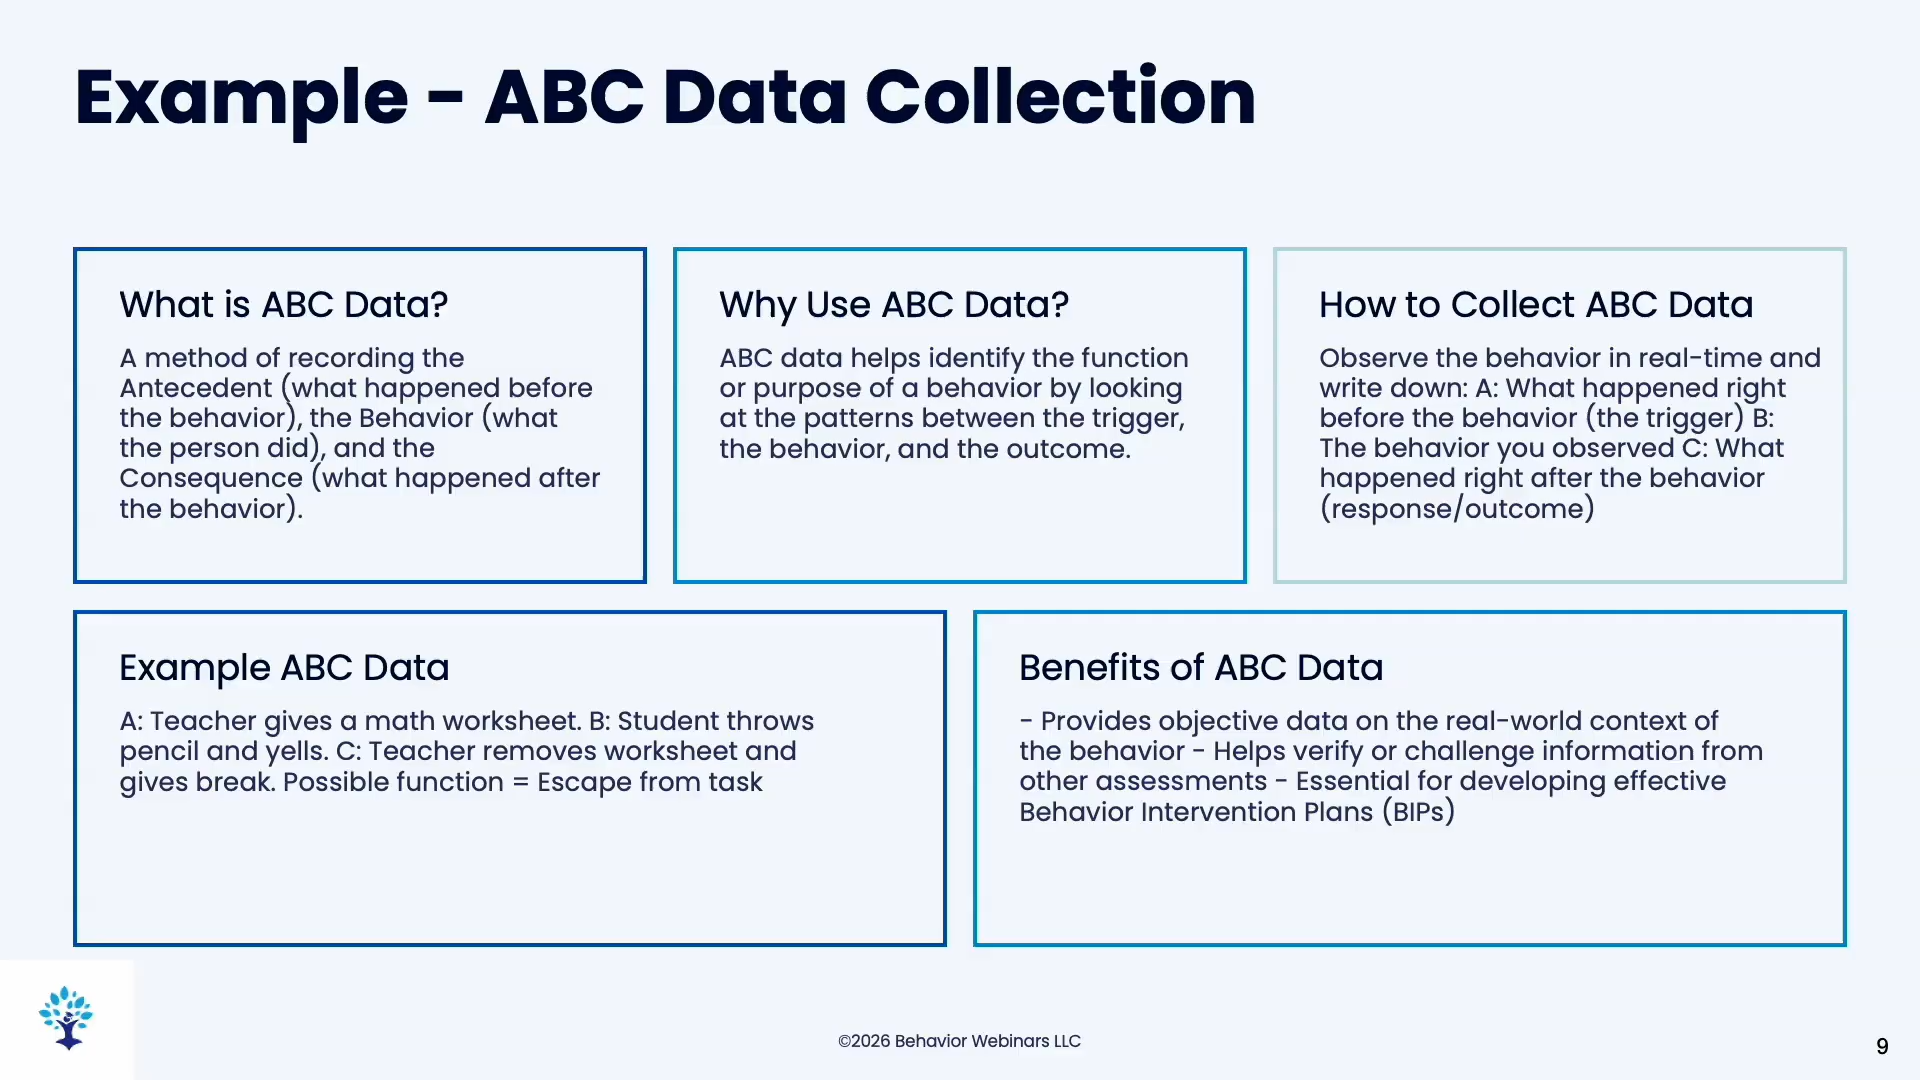 Example - ABC Data Collection
What is ABC Data?
A method of recording the
Antecedent (what happened before
the behavior), the Behavior (what
the person did), and the
Consequence (what happened after
the behavior).
Why Use ABC Data?
ABC data helps identify the function
or purpose of a behavior by looking
at the patterns between the trigger,
the behavior, and the outcome.
How to Collect ABC Data
Observe the behavior in real-time and
write down: A: What happened right
before the behavior (the trigger) B:
The behavior you observed C: What
happened right after the behavior
(response/outcome)
Example ABC Data
A: Teacher gives a math worksheet. B: Student throws
pencil and yells. C: Teacher removes worksheet and
gives break. Possible function = Escape from task
Benefits of ABC Data
- Provides objective data on the real-world context of
the behavior - Helps verify or challenge information from
other assessments - Essential for developing effective
Behavior Intervention Plans (BIPs)
©2026 Behavior Webinars LLC
9